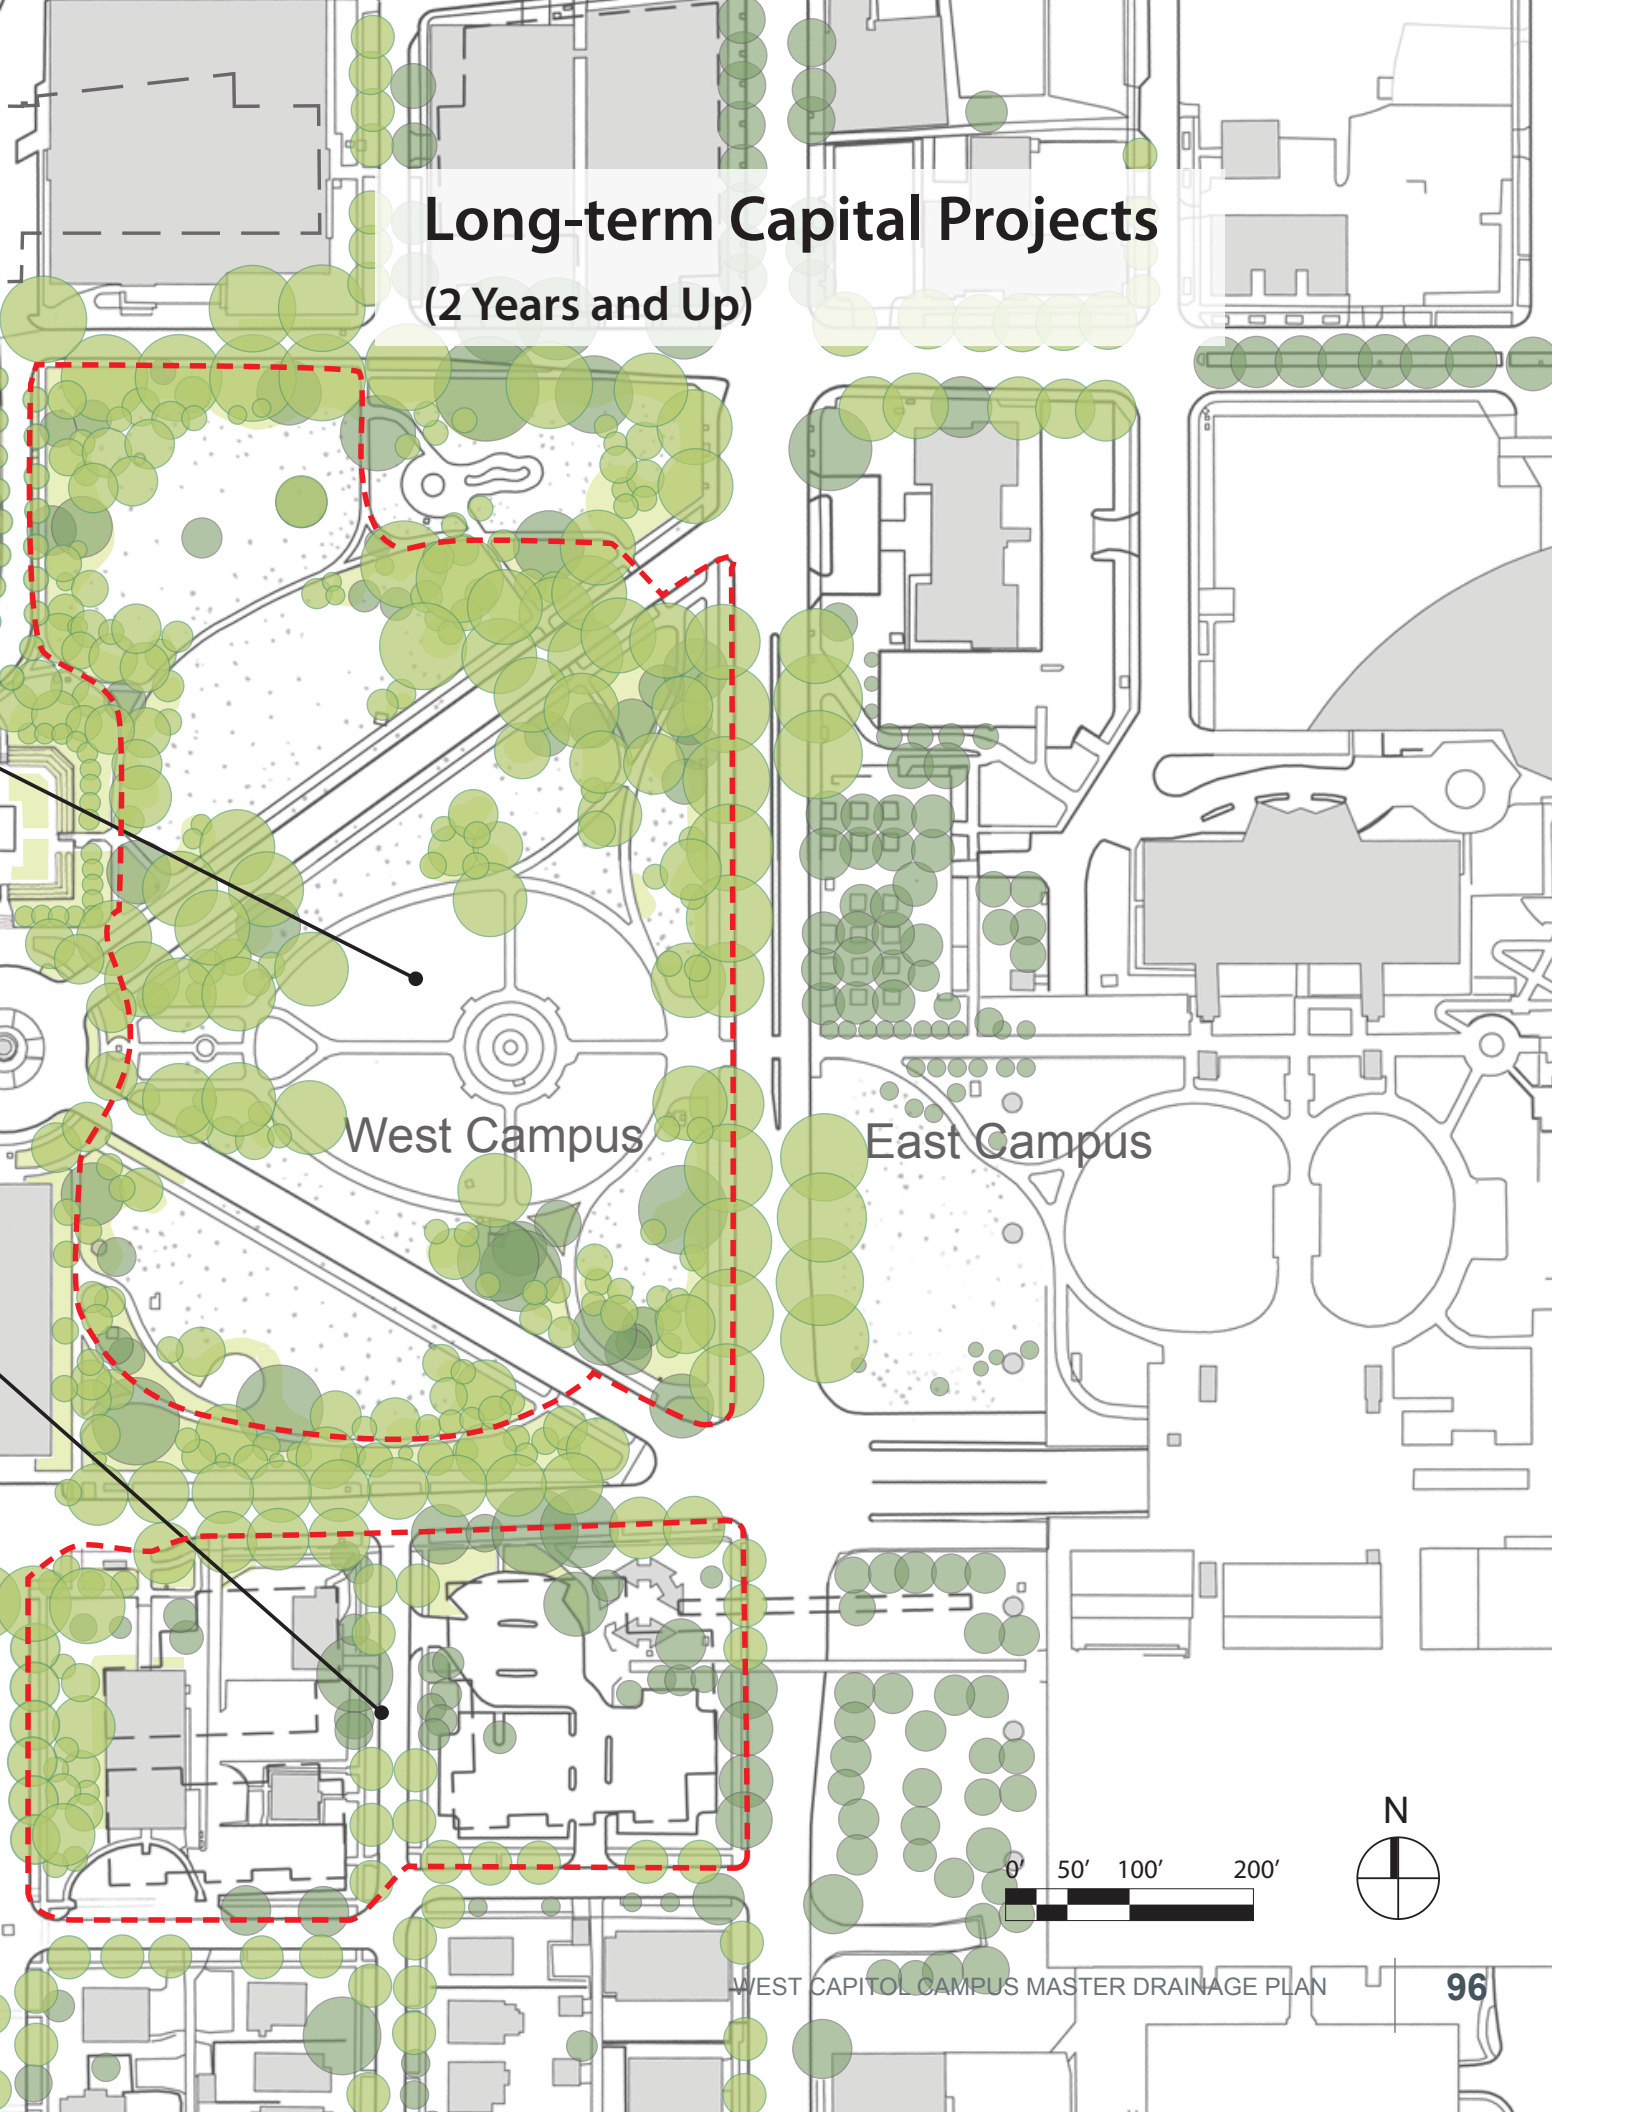 Long-term Capital Projects
(2 Years and Up)
West Campus
East Campus
N
0’ 50’ 100’ 200’
WEST CAPITOL CAMPUS MASTER DRAINAGE PLAN 96